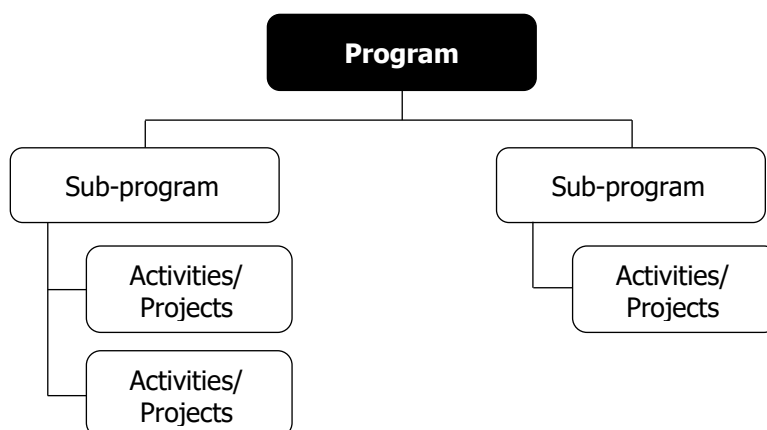 Program
Sub-program
Sub-program
Activities/
Projects
Activities/
Projects
Activities/
Projects